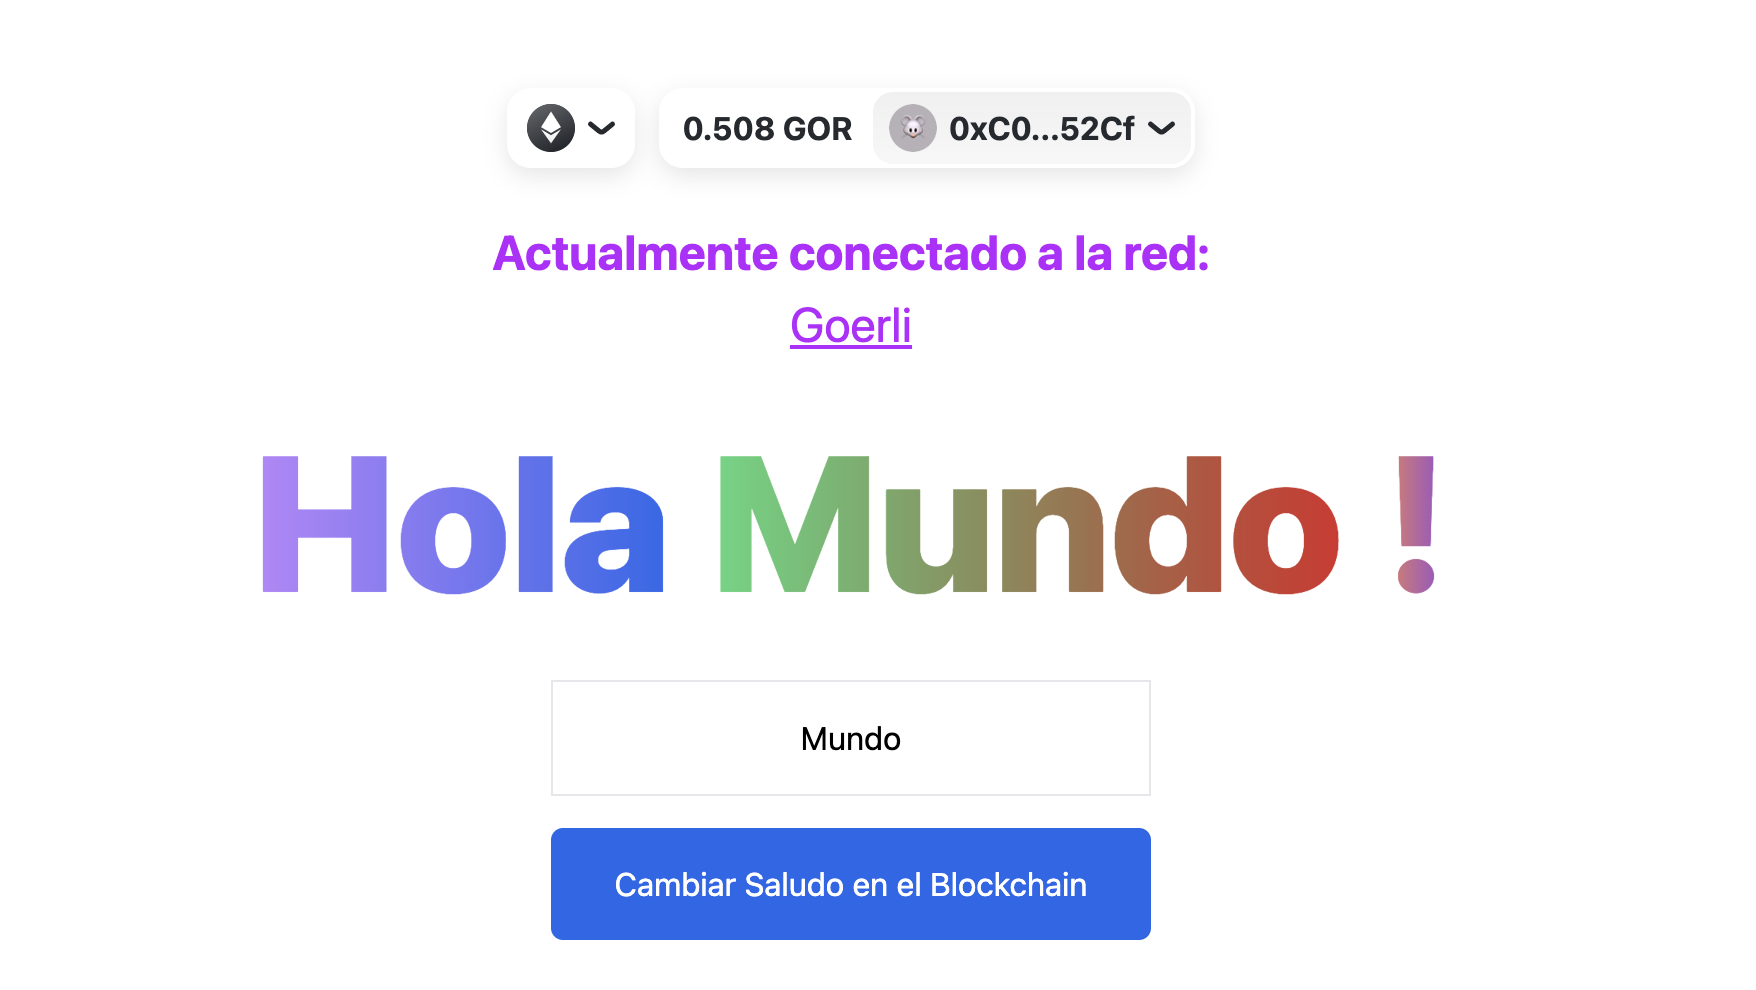 0.508 GOR 0xC0...52Cf
Actualmente conectado a la red:
Goerli
Hola Mundo !
Mundo
Cambiar Saludo en el Blockchain